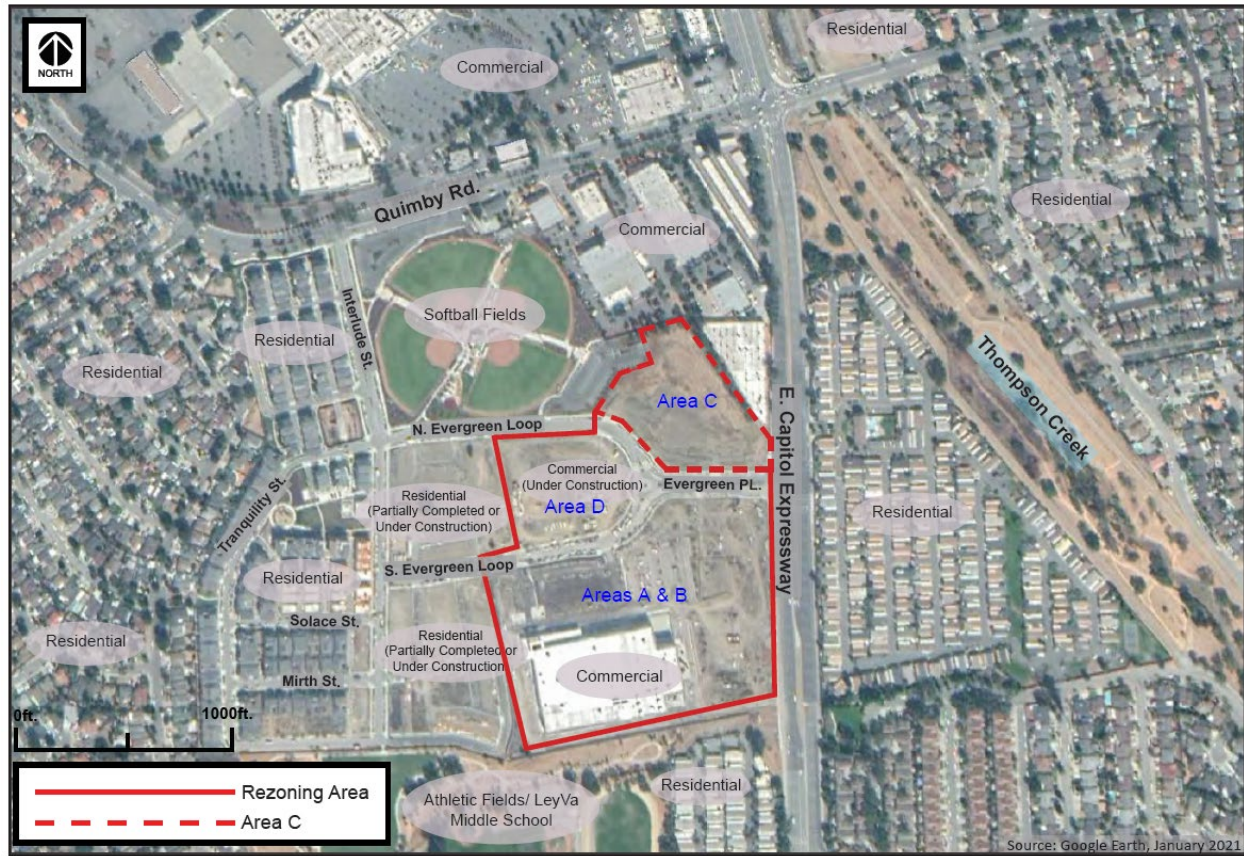 NORTH
Residential
Commercial
Residential
Quimby Rd.
Commercial
Interlude St.
Softball Fields
Residential
Residential
Thompson Creek
E. Capitol Expressway
Area C
N. Evergreen Loop
Commercial
(Under Construction)
Evergreen PL.
Area D
Residential
(Partially Completed or
Under Construction)
Residential
Tranquility St.
S. Evergreen Loop
Residential
Areas A & B
Solace St.
Residential
(Partially Completed or
Under Construction
Residential
Commercial
Mirth St.
0ft.
1000ft.
Rezoning Area
Area C
Athletic Fields/ LeyVa
Middle School
Residential
Source: Google Earth, January 2021